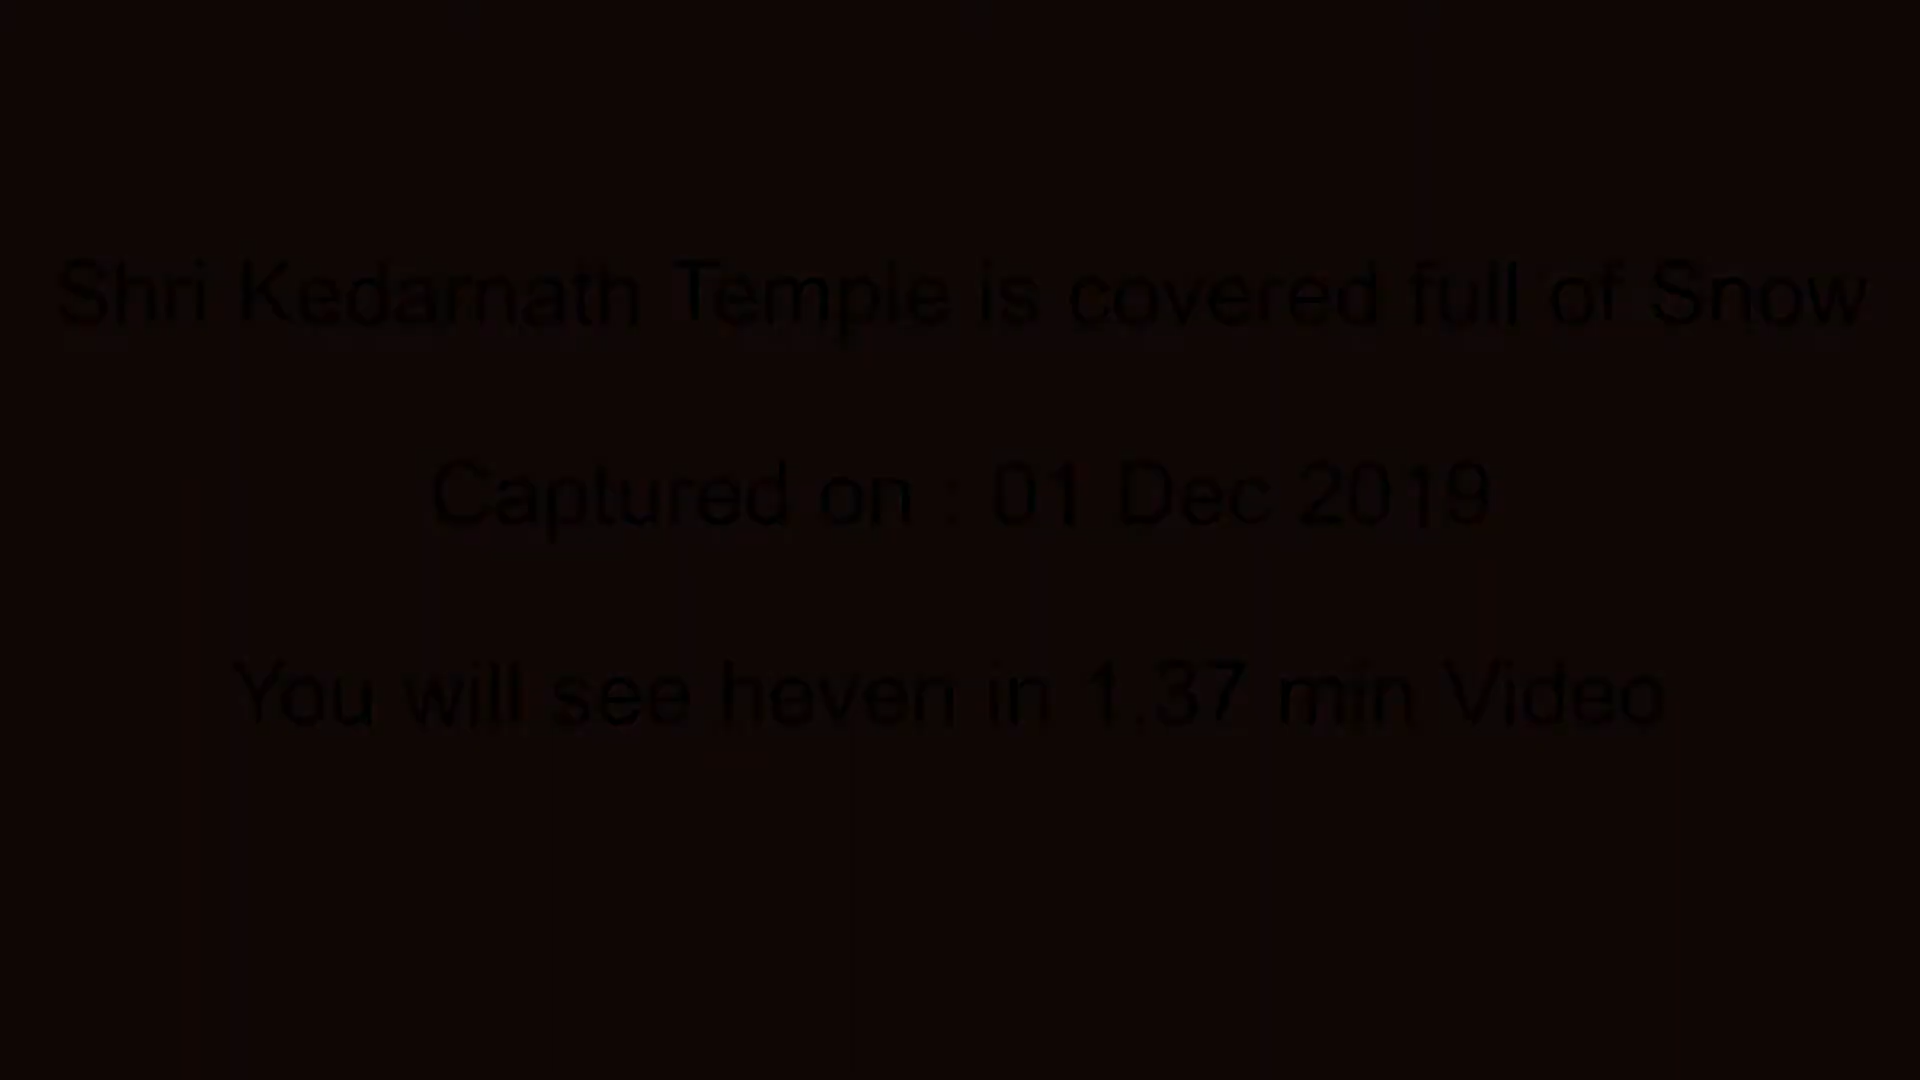 Shri Kedarnath Temple is covered full of Snow
Captured on : 01 Dec 2019
You will see heven in 1.37 min Video